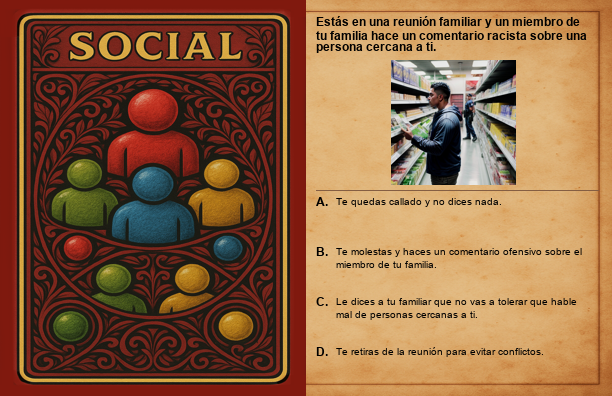 SOCIAL
Estás en una reunión familiar y un miembro de
tu familia hace un comentario racista sobre una
persona cercana a ti.
A. Te quedas callado y no dices nada.
B. Te molestas y haces un comentario ofensivo sobre el
miembro de tu familia.
C. Le dices a tu familiar que no vas a tolerar que hable
mal de personas cercanas a ti.
D. Te retiras de la reunión para evitar conflictos.